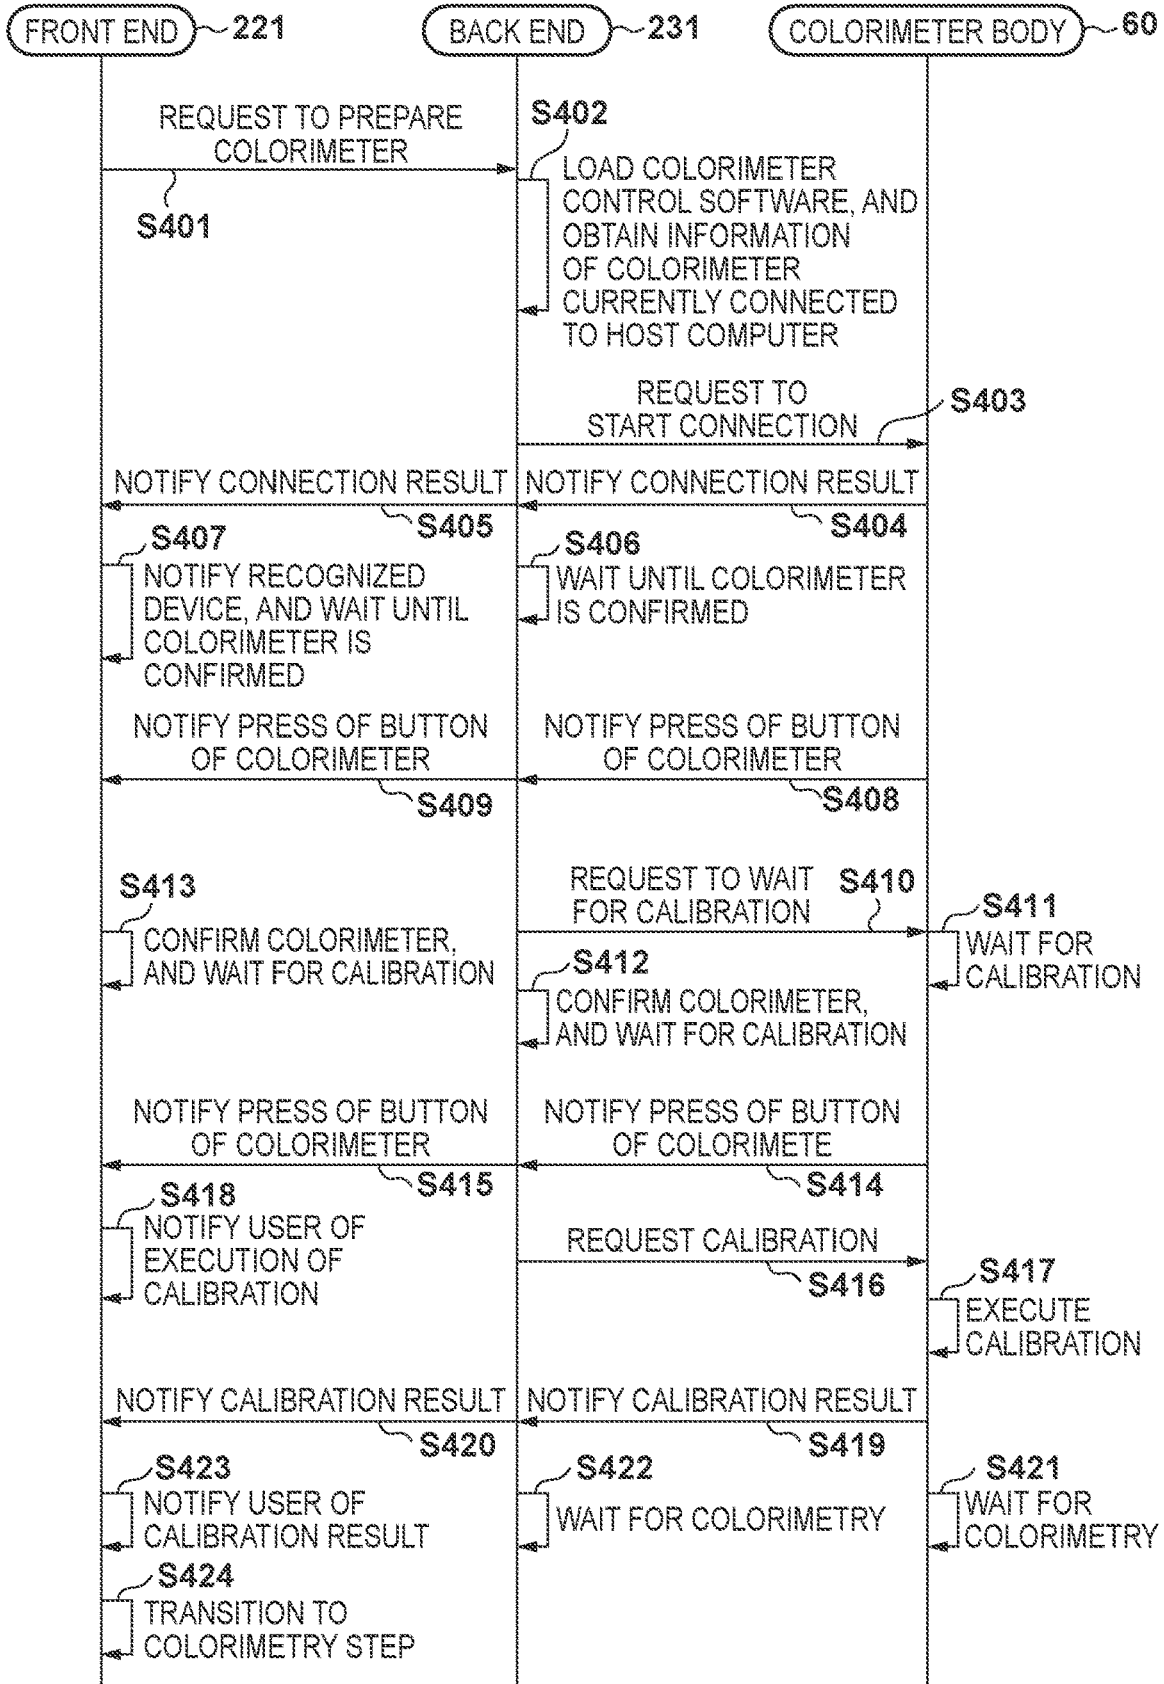 FRONT END
221
BACK END
231
COLORIMETER BODY
60
REQUEST TO PREPARE
COLORIMETER
S401
S402
LOAD COLORIMETER
CONTROL SOFTWARE, AND
OBTAIN INFORMATION
OF COLORIMETER
CURRENTLY CONNECTED
TO HOST COMPUTER
REQUEST TO
START CONNECTION
S403
NOTIFY CONNECTION RESULT
S405
NOTIFY CONNECTION RESULT
S404
S407
NOTIFY RECOGNIZED
DEVICE, AND WAIT UNTIL
COLORIMETER IS
CONFIRMED
S406
WAIT UNTIL COLORIMETER
IS CONFIRMED
NOTIFY PRESS OF BUTTON
OF COLORIMETER
S409
NOTIFY PRESS OF BUTTON
OF COLORIMETER
S408
S413
CONFIRM COLORIMETER,
AND WAIT FOR CALIBRATION
REQUEST TO WAIT
FOR CALIBRATION
S410
S411
WAIT FOR
CALIBRATION
S412
CONFIRM COLORIMETER,
AND WAIT FOR CALIBRATION
NOTIFY PRESS OF BUTTON
OF COLORIMETER
S415
NOTIFY PRESS OF BUTTON
OF COLORIMETE
S414
S418
NOTIFY USER OF
EXECUTION OF
CALIBRATION
REQUEST CALIBRATION
S416
S417
EXECUTE
CALIBRATION
NOTIFY CALIBRATION RESULT
S420
NOTIFY CALIBRATION RESULT
S419
S423
NOTIFY USER OF
CALIBRATION RESULT
S422
WAIT FOR COLORIMETRY
S421
WAIT FOR
COLORIMETRY
S424
TRANSITION TO
COLORIMETRY STEP